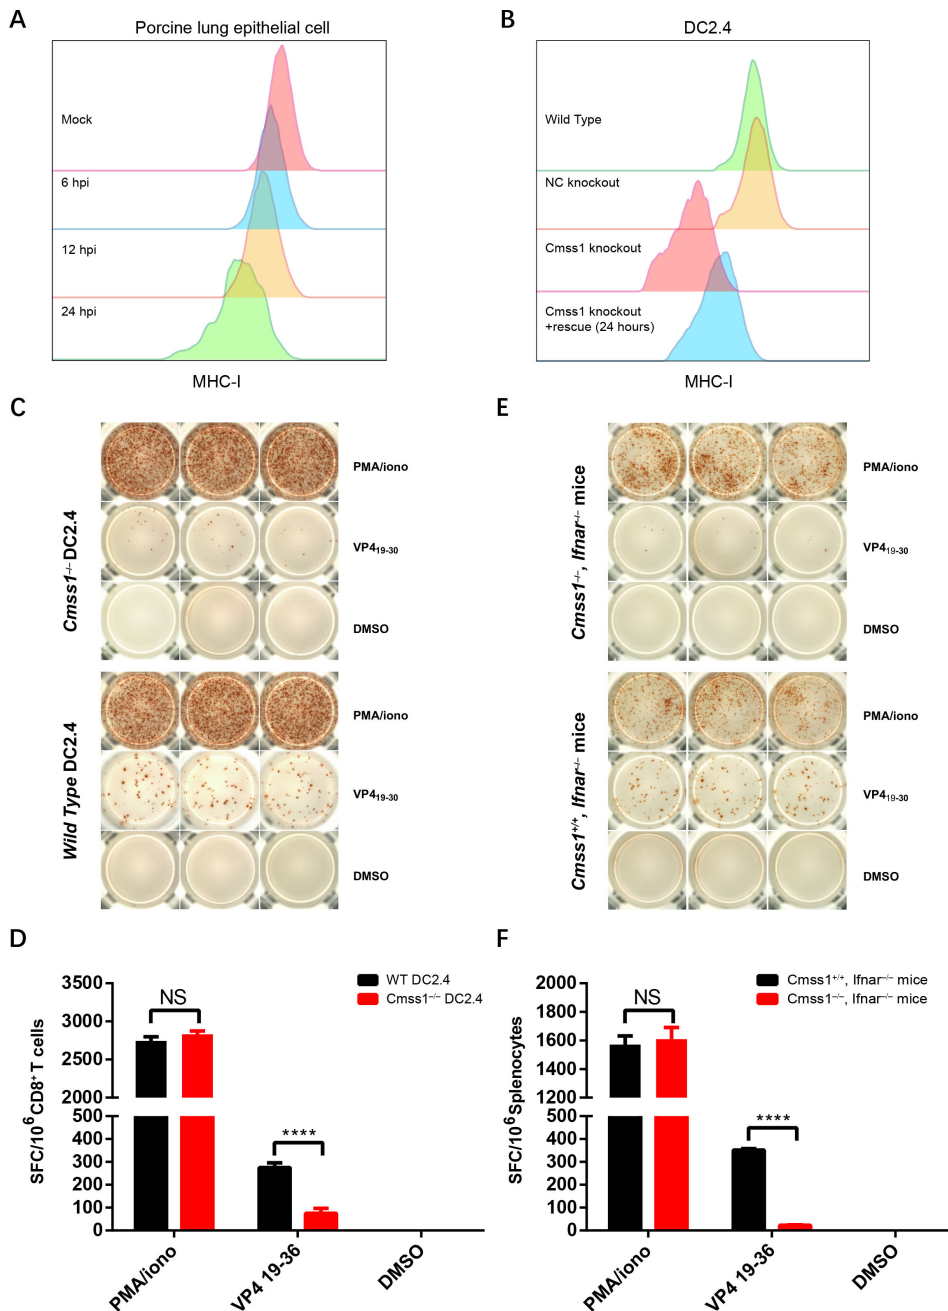 A
Porcine lung epithelial cell
Mock
6 hpi
12 hpi
24 hpi
MHC-I
B
DC2.4
Wild Type
NC knockout
Cmss1 knockout
Cmss1 knockout
+rescue (24 hours)
MHC-I
C
Cmss1⁻/⁻ DC2.4
PMA/iono
VP4₁₉₋₃₀
DMSO
Wild Type DC2.4
PMA/iono
VP4₁₉₋₃₀
DMSO
E
Cmss1⁻/⁻, Ifnar⁻/⁻ mice
PMA/iono
VP4₁₉₋₃₀
DMSO
Cmss1⁺/⁺, Ifnar⁻/⁻ mice
PMA/iono
VP4₁₉₋₃₀
DMSO
D
WT DC2.4
Cmss1⁻/⁻ DC2.4
SFC/10⁶ CD8⁺ T cells
3500
3000
2500
2000
500
400
300
200
100
0
NS
****
PMA/iono
VP4 19-36
DMSO
F
Cmss1⁺/⁺, Ifnar⁻/⁻ mice
Cmss1⁻/⁻, Ifnar⁻/⁻ mice
SFC/10⁶ Splenocytes
2000
1800
1600
1400
1200
500
400
300
200
100
0
NS
****
PMA/iono
VP4 19-36
DMSO